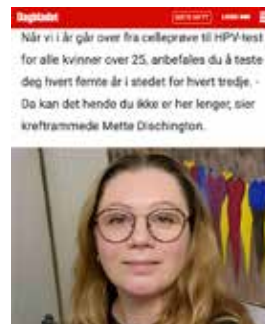 Dagbladet
Når vi i år går over fra celleprøve til HPV-test
for alle kvinner over 25, anbefales du å teste
deg hvert femte år i stedet for hvert tredje. -
Da kan det hende du ikke er her lenger, sier
kreftrammede Mette Dischington.